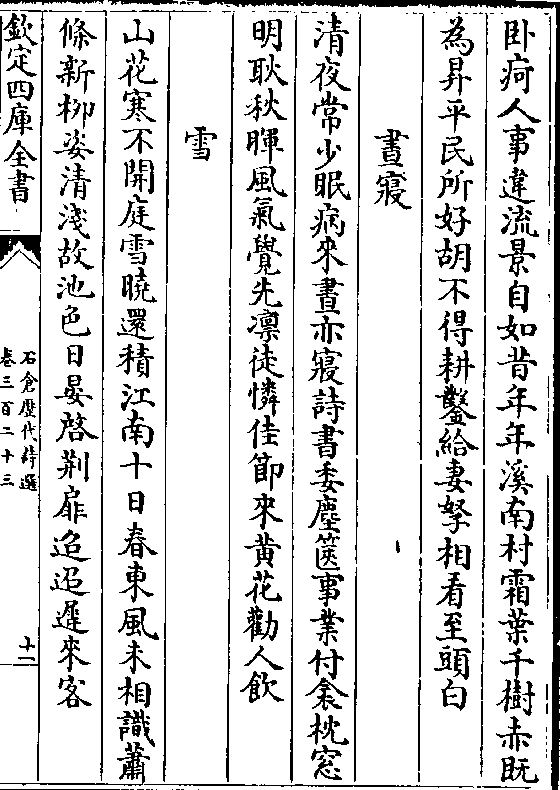 卧疴人事違流景自如昔年年溪南村霜葉千樹赤既
為昇平民所好胡不得耕鑿給妻孥相看至頭白
晝寢
清夜常少眠病來晝亦寢詩書委塵篋事業付衾枕窓
明耿秋暉風氣覺先凛徒憐佳節來黄花勸人飲
雪
山花寒不開庭雪曉還積江南十日春東風未相識蕭
條新栁姿清淺故池色日晏啓荆扉迢迢遲來客
欽定四庫全書
石倉歷代詩選
卷三百二十三
十一